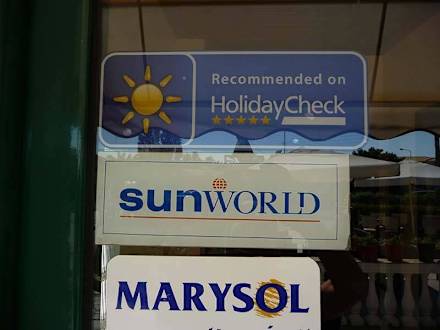 Recommended on
HolidayCheck
sunWORLD
MARYSOL